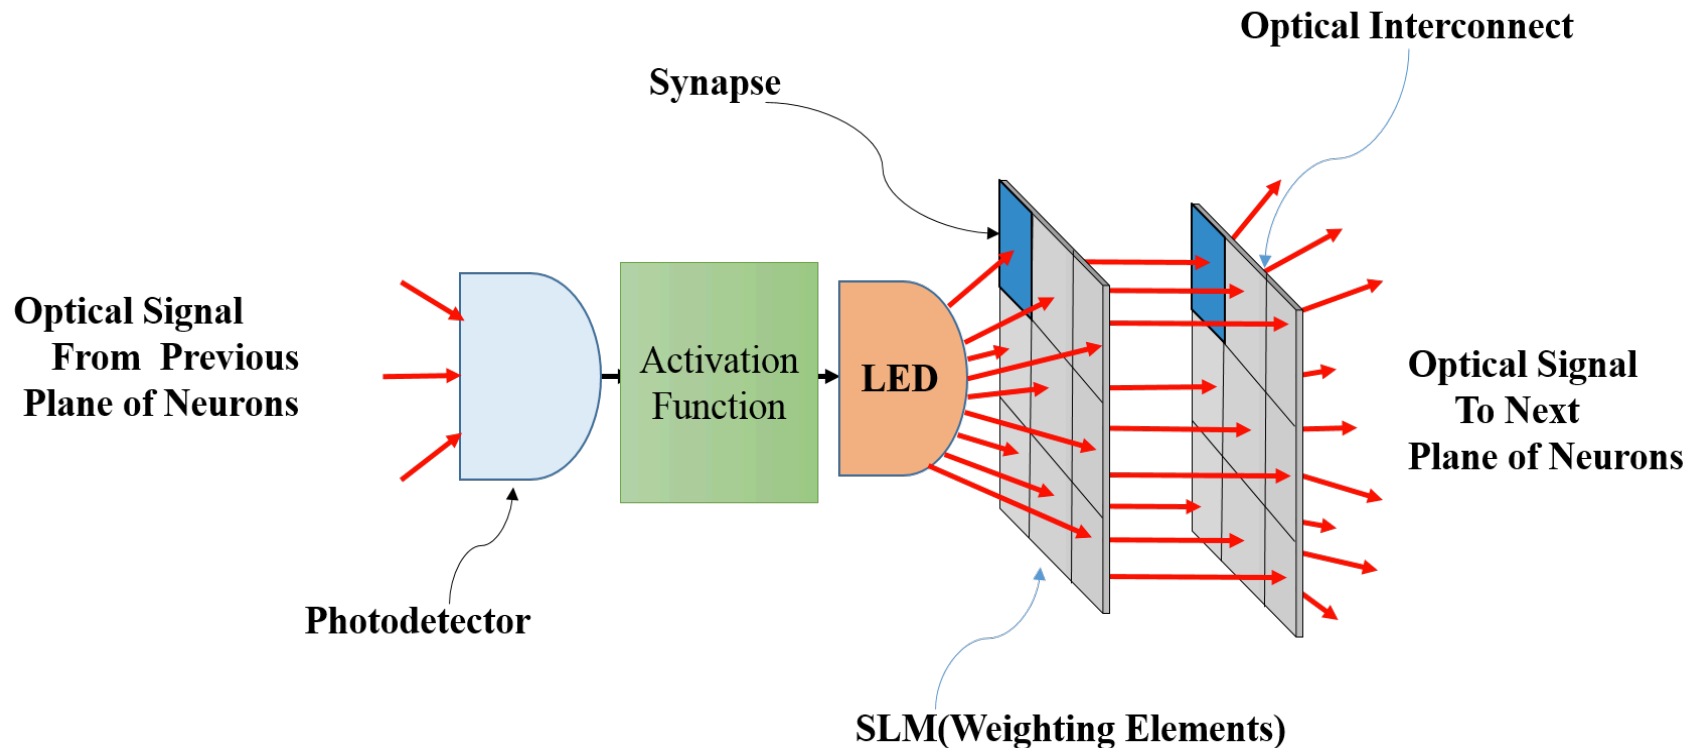 Optical Interconnect
Synapse
Optical Signal
From Previous
Plane of Neurons
Activation
Function
LED
Optical Signal
To Next
Plane of Neurons
Photodetector
SLM(Weighting Elements)